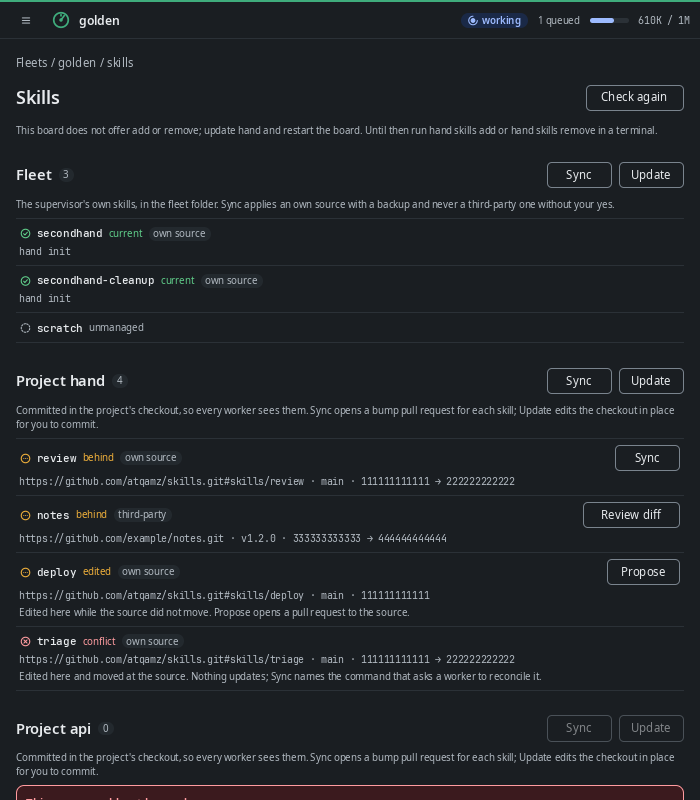 golden
working
1 queued
610K / 1M
Fleets / golden / skills
Skills
Check again
This board does not offer add or remove; update hand and restart the board. Until then run hand skills add or hand skills remove in a terminal.
Fleet 3
Sync
Update
The supervisor's own skills, in the fleet folder. Sync applies an own source with a backup and never a third-party one without your yes.
secondhand current own source
hand init
secondhand-cleanup current own source
hand init
scratch unmanaged
Project hand 4
Sync
Update
Committed in the project's checkout, so every worker sees them. Sync opens a bump pull request for each skill; Update edits the checkout in place
for you to commit.
review behind own source
Sync
https://github.com/atqamz/skills.git#skills/review · main · 111111111111 → 222222222222
notes behind third-party
Review diff
https://github.com/example/notes.git · v1.2.0 · 333333333333 → 444444444444
deploy edited own source
Propose
https://github.com/atqamz/skills.git#skills/deploy · main · 111111111111
Edited here while the source did not move. Propose opens a pull request to the source.
triage conflict own source
https://github.com/atqamz/skills.git#skills/triage · main · 111111111111 → 222222222222
Edited here and moved at the source. Nothing updates; Sync names the command that asks a worker to reconcile it.
Project api 0
Sync
Update
Committed in the project's checkout, so every worker sees them. Sync opens a bump pull request for each skill; Update edits the checkout in place
for you to commit.